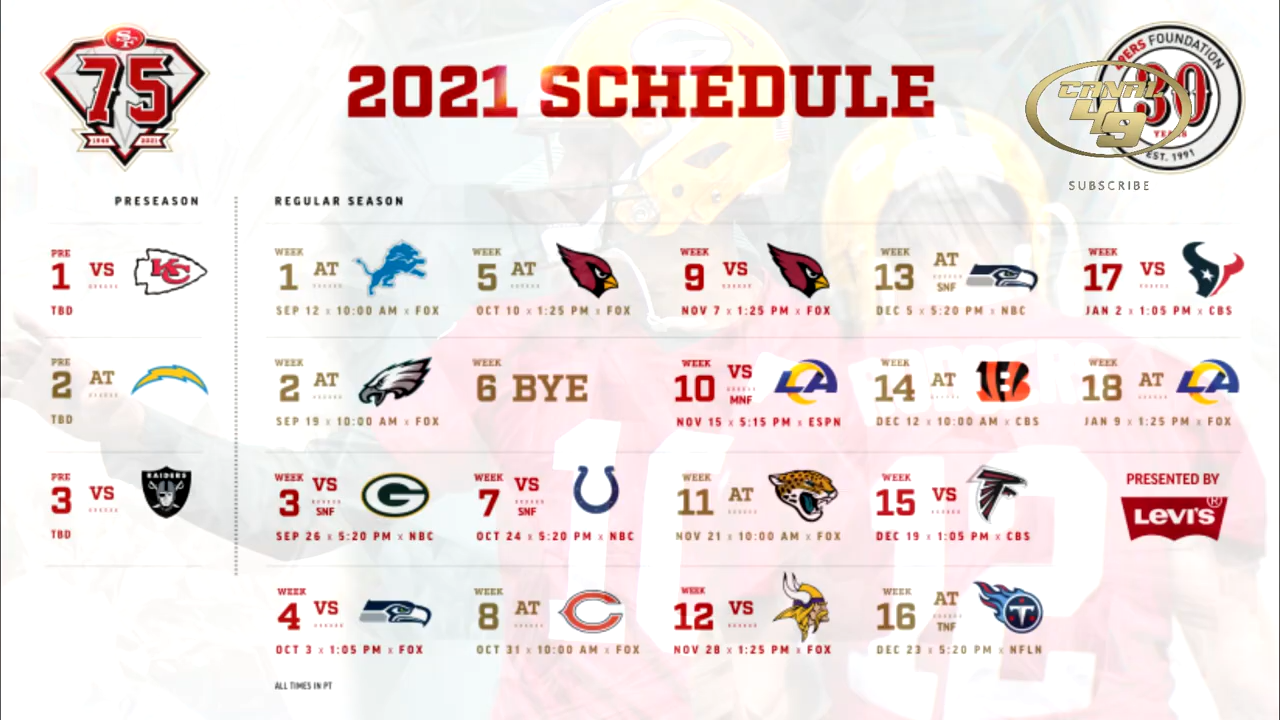 75
1946 2021
2021 SCHEDULE
ERS FOUNDATION
30
YEARS
EST. 1991
CANAL
49
SUBSCRIBE
PRESEASON
REGULAR SEASON
PRE 1 VS
TBD
WEEK 1 AT
SEP 12 x 10:00 AM x FOX
WEEK 5 AT
OCT 10 x 1:25 PM x FOX
WEEK 9 VS
NOV 7 x 1:25 PM x FOX
WEEK 13 AT SNF
DEC 5 x 5:20 PM x NBC
WEEK 17 VS
JAN 2 x 1:05 PM x CBS
PRE 2 AT
TBD
WEEK 2 AT
SEP 19 x 10:00 AM x FOX
WEEK 6 BYE
WEEK 10 VS MNF
LA
NOV 15 x 5:15 PM x ESPN
WEEK 14 AT
DEC 12 x 10:00 AM x CBS
WEEK 18 AT
LA
JAN 9 x 1:25 PM x FOX
PRE 3 VS
RAIDERS
TBD
WEEK 3 VS SNF
G
SEP 26 x 5:20 PM x NBC
WEEK 7 VS SNF
OCT 24 x 5:20 PM x NBC
WEEK 11 AT
NOV 21 x 10:00 AM x FOX
WEEK 15 VS
DEC 19 x 1:05 PM x CBS
PRESENTED BY
LEVI'S®
WEEK 4 VS
OCT 3 x 1:05 PM x FOX
WEEK 8 AT
OCT 31 x 10:00 AM x FOX
WEEK 12 VS
NOV 28 x 1:25 PM x FOX
WEEK 16 AT TNF
DEC 23 x 5:20 PM x NFLN
ALL TIMES IN PT